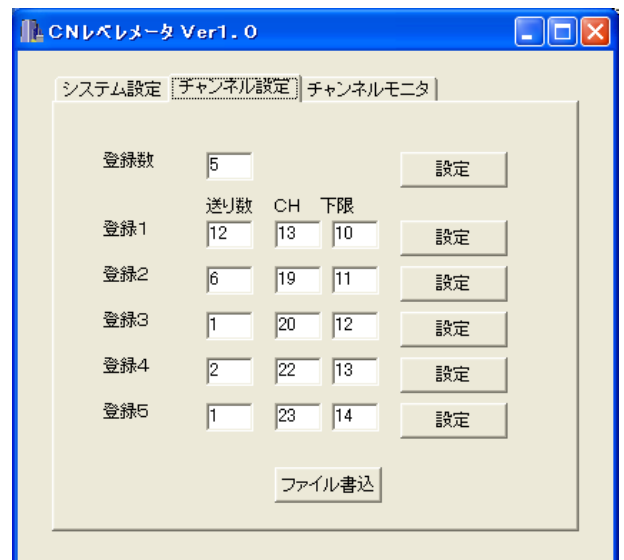 CNレベレメータ Ver1.0
システム設定 チャンネル設定 チャンネルモニタ
登録数 5 設定
送り数 CH 下限
登録1 12 13 10 設定
登録2 6 19 11 設定
登録3 1 20 12 設定
登録4 2 22 13 設定
登録5 1 23 14 設定
ファイル書込